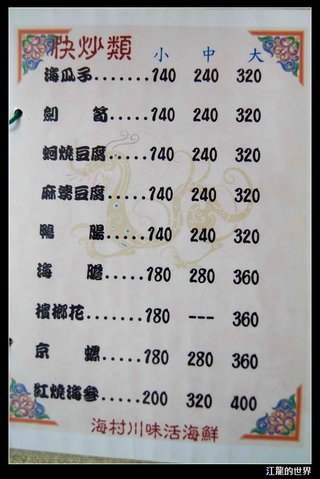 快炒類 小 中 大
海瓜子.......140 240 320
劍筍.......140 240 320
蚵燒豆腐.....140 240 320
麻婆豆腐.....140 240 320
鴨腸.....140 240 320
海膽.....180 280 360
檳榔花.......180 --- 360
京螺.....180 280 360
紅燒海參.....200 320 400
海村川味活海鮮
江龍的世界